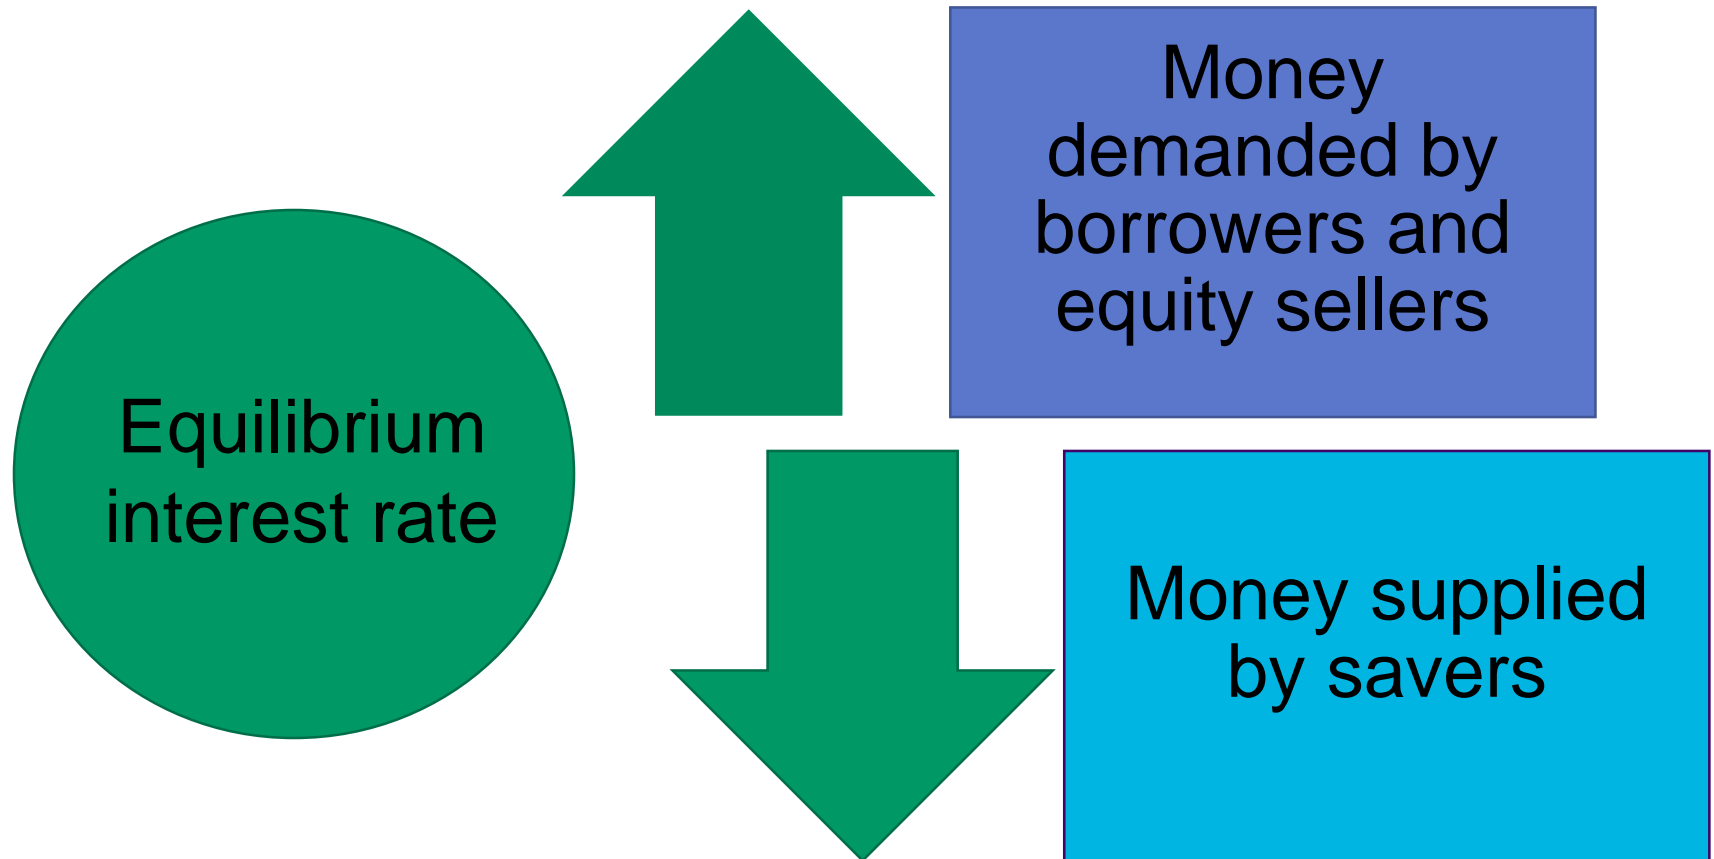 Money
demanded by
borrowers and
equity sellers
Equilibrium
interest rate
Money supplied
by savers